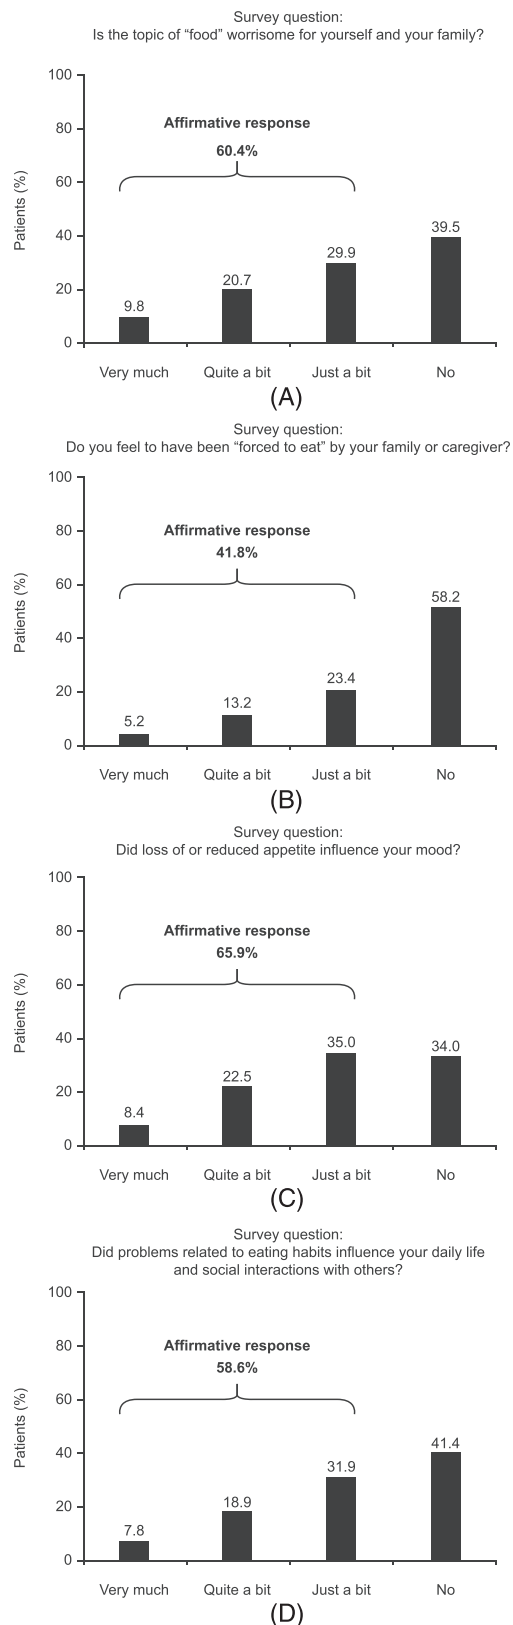 Survey question:
Is the topic of “food” worrisome for yourself and your family?
100
80
60
40
20
0
Patients (%)
Affirmative response
60.4%
9.8
20.7
29.9
39.5
Very much
Quite a bit
Just a bit
No
(A)
Survey question:
Do you feel to have been “forced to eat” by your family or caregiver?
100
80
60
40
20
0
Patients (%)
Affirmative response
41.8%
5.2
13.2
23.4
58.2
Very much
Quite a bit
Just a bit
No
(B)
Survey question:
Did loss of or reduced appetite influence your mood?
100
80
60
40
20
0
Patients (%)
Affirmative response
65.9%
8.4
22.5
35.0
34.0
Very much
Quite a bit
Just a bit
No
(C)
Survey question:
Did problems related to eating habits influence your daily life
and social interactions with others?
100
80
60
40
20
0
Patients (%)
Affirmative response
58.6%
7.8
18.9
31.9
41.4
Very much
Quite a bit
Just a bit
No
(D)